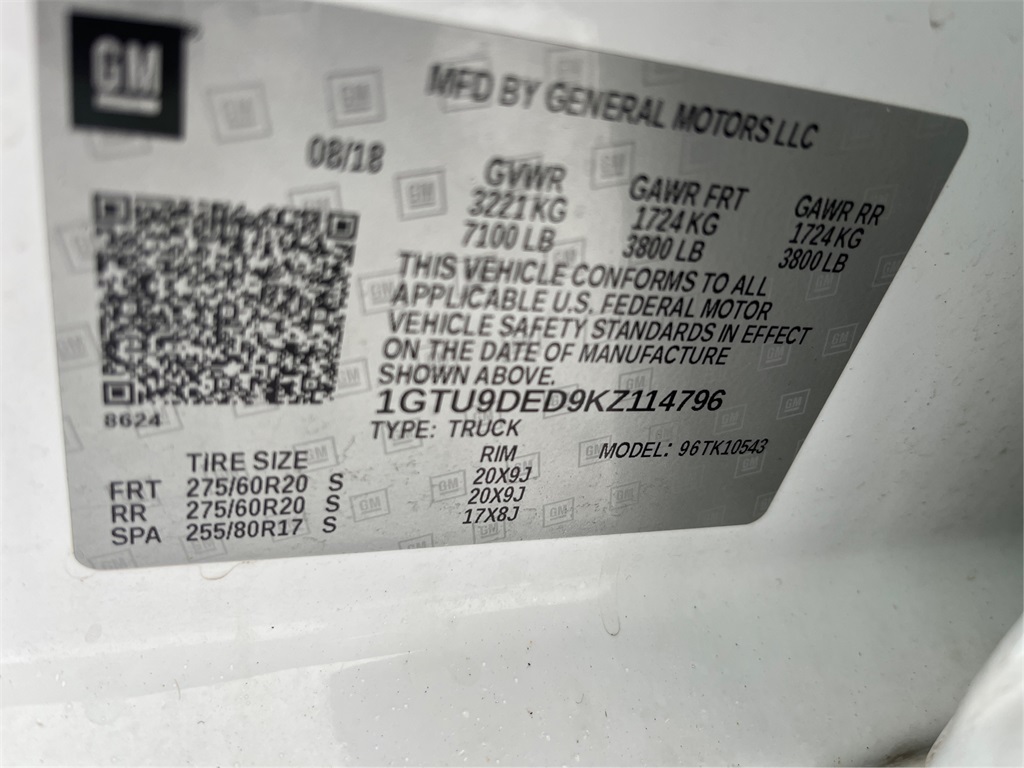 GM
MFD BY GENERAL MOTORS LLC
08/18
GVWR GAWR FRT GAWR RR
3221 KG 1724 KG 1724 KG
7100 LB 3800 LB 3800 LB
THIS VEHICLE CONFORMS TO ALL
APPLICABLE U.S. FEDERAL MOTOR
VEHICLE SAFETY STANDARDS IN EFFECT
ON THE DATE OF MANUFACTURE
SHOWN ABOVE.
8624
1GTU9DED9KZ114796
TYPE: TRUCK MODEL: 96TK10543
TIRE SIZE RIM
FRT 275/60R20 S 20X9J
RR 275/60R20 S 20X9J
SPA 255/80R17 S 17X8J